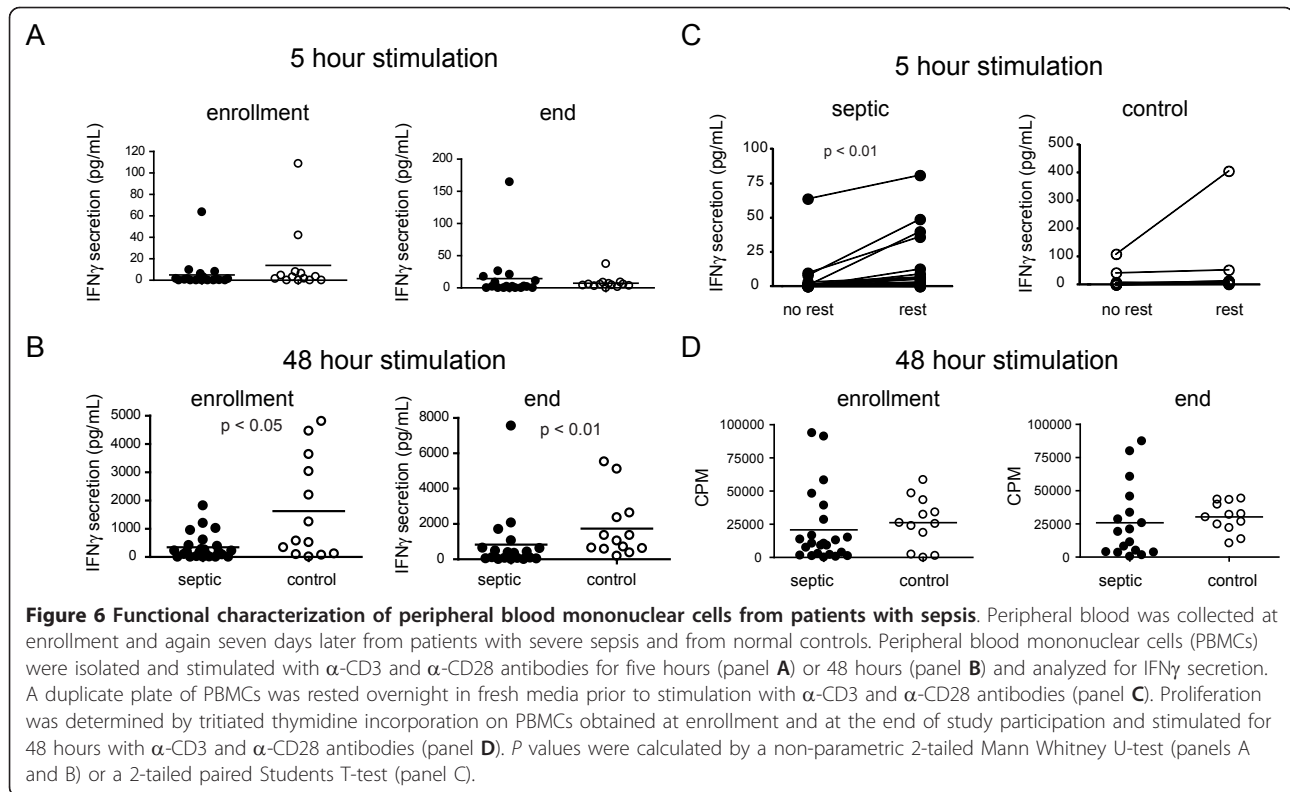 A
5 hour stimulation
enrollment
end
IFNγ secretion (pg/mL)
120
100
80
60
40
20
0
IFNγ secretion (pg/mL)
200
150
100
50
0
C
5 hour stimulation
septic
control
IFNγ secretion (pg/mL)
100
75
50
25
0
p < 0.01
no rest
rest
IFNγ secretion (pg/mL)
500
400
300
200
100
0
no rest
rest
B
48 hour stimulation
enrollment
end
IFNγ secretion (pg/mL)
5000
4000
3000
2000
1000
0
p < 0.05
septic
control
IFNγ secretion (pg/mL)
8000
6000
4000
2000
0
p < 0.01
septic
control
D
48 hour stimulation
enrollment
end
CPM
100000
75000
50000
25000
0
septic
control
CPM
100000
75000
50000
25000
0
septic
control
Figure 6 Functional characterization of peripheral blood mononuclear cells from patients with sepsis. Peripheral blood was collected at
enrollment and again seven days later from patients with severe sepsis and from normal controls. Peripheral blood mononuclear cells (PBMCs)
were isolated and stimulated with α-CD3 and α-CD28 antibodies for five hours (panel A) or 48 hours (panel B) and analyzed for IFNγ secretion.
A duplicate plate of PBMCs was rested overnight in fresh media prior to stimulation with α-CD3 and α-CD28 antibodies (panel C). Proliferation
was determined by tritiated thymidine incorporation on PBMCs obtained at enrollment and at the end of study participation and stimulated for
48 hours with α-CD3 and α-CD28 antibodies (panel D). P values were calculated by a non-parametric 2-tailed Mann Whitney U-test (panels A
and B) or a 2-tailed paired Students T-test (panel C).